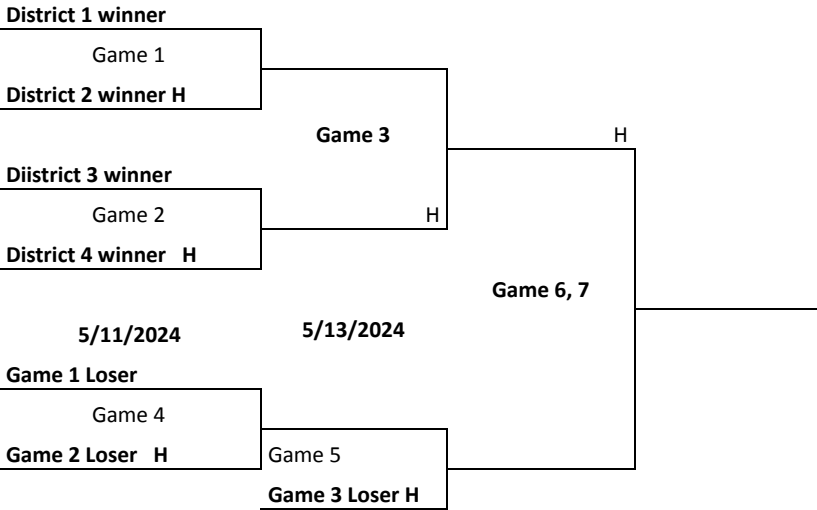 District 1 winner
Game 1
District 2 winner H
Game 3
H
Diistrict 3 winner
Game 2
H
District 4 winner H
Game 6, 7
5/11/2024
5/13/2024
Game 1 Loser
Game 4
Game 2 Loser H
Game 5
Game 3 Loser H